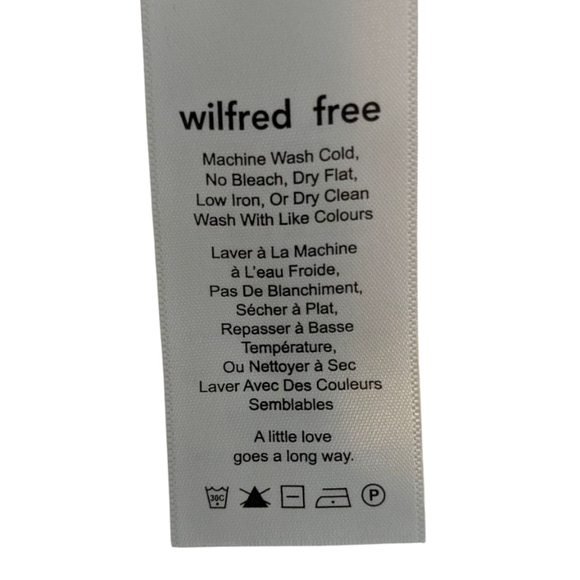 wilfred free
Machine Wash Cold,
No Bleach, Dry Flat,
Low Iron, Or Dry Clean
Wash With Like Colours
Laver à La Machine
à L'eau Froide,
Pas De Blanchiment,
Sécher à Plat,
Repasser à Basse
Température,
Ou Nettoyer à Sec
Laver Avec Des Couleurs
Semblables
A little love
goes a long way.
30C P